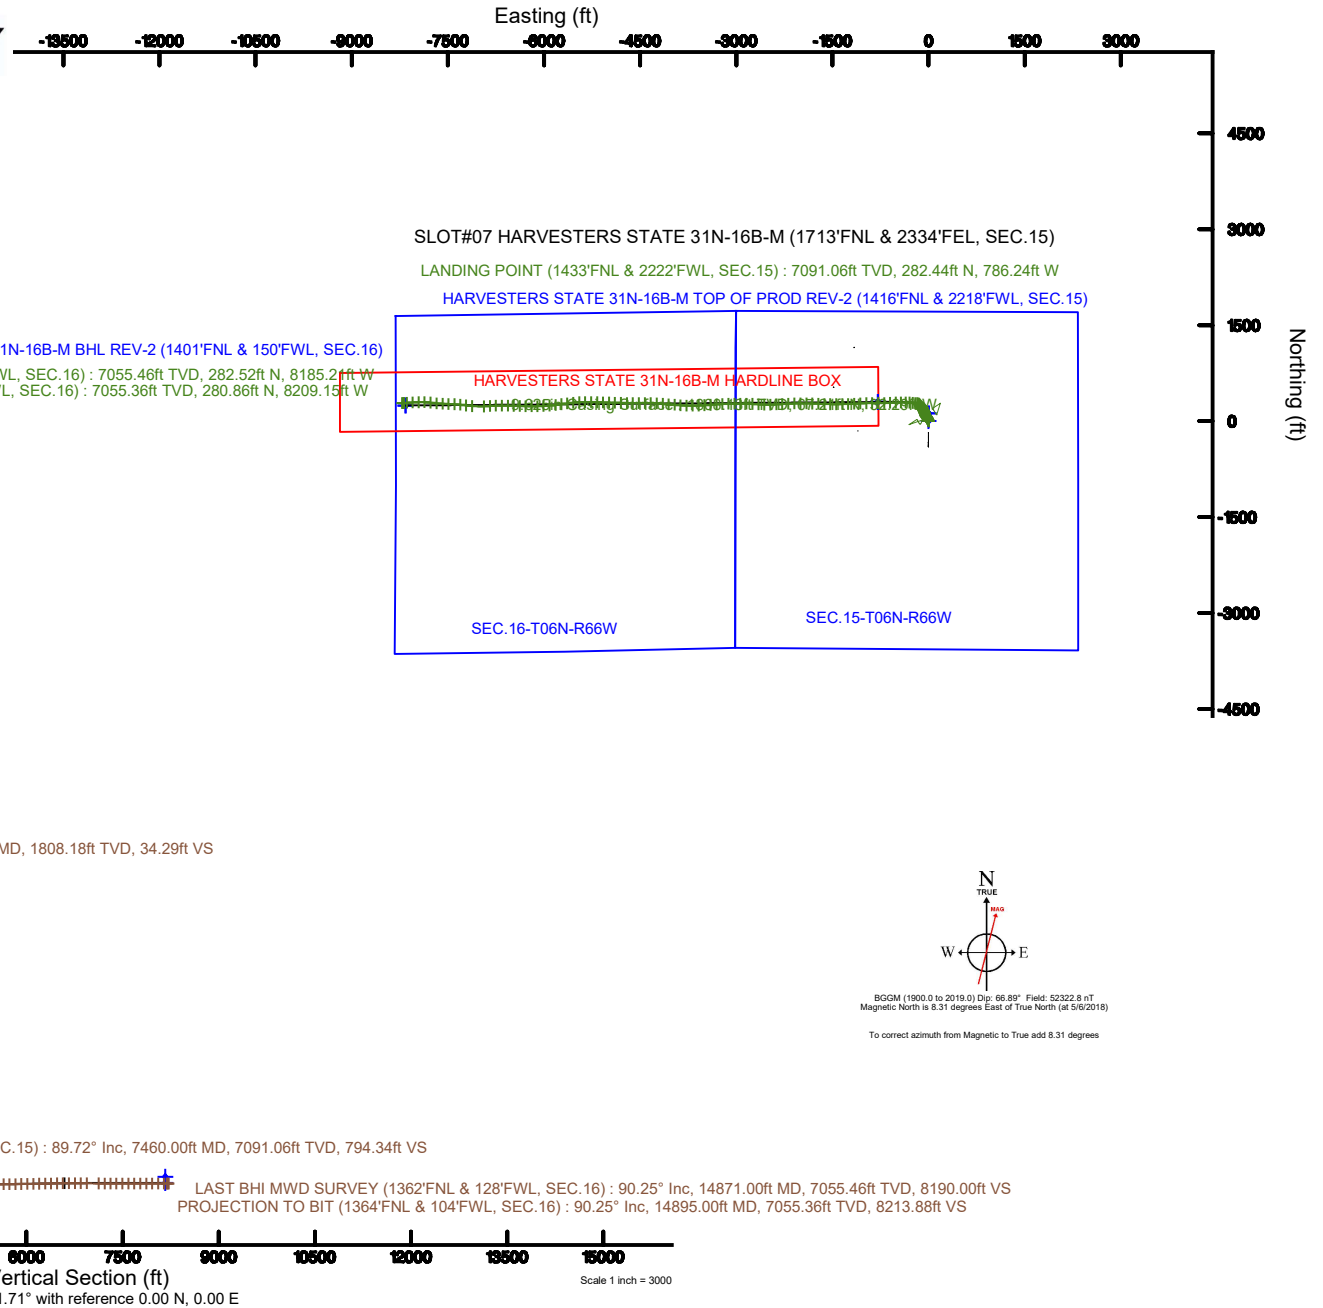 Easting (ft)
-13500 -12000 -10500 -9000 -7500 -6000 -4500 -3000 -1500 0 1500 3000
4500
3000
1500
0
-1500
-3000
-4500
Northing (ft)
SLOT#07 HARVESTERS STATE 31N-16B-M (1713'FNL & 2334'FEL, SEC.15)
LANDING POINT (1433'FNL & 2222'FWL, SEC.15) : 7091.06ft TVD, 282.44ft N, 786.24ft W
HARVESTERS STATE 31N-16B-M TOP OF PROD REV-2 (1416'FNL & 2218'FWL, SEC.15)
1N-16B-M BHL REV-2 (1401'FNL & 150'FWL, SEC.16)
WL, SEC.16) : 7055.46ft TVD, 282.52ft N, 8185.21ft W
L, SEC.16) : 7055.36ft TVD, 280.86ft N, 8209.15ft W
HARVESTERS STATE 31N-16B-M HARDLINE BOX
SEC.16-T06N-R66W
SEC.15-T06N-R66W
MD, 1808.18ft TVD, 34.29ft VS
N
TRUE
MAG
W E
BGGM (1900.0 to 2019.0) Dip: 66.89° Field: 52322.8 nT
Magnetic North is 8.31 degrees East of True North (at 5/6/2018)
To correct azimuth from Magnetic to True add 8.31 degrees
C.15) : 89.72° Inc, 7460.00ft MD, 7091.06ft TVD, 794.34ft VS
LAST BHI MWD SURVEY (1362'FNL & 128'FWL, SEC.16) : 90.25° Inc, 14871.00ft MD, 7055.46ft TVD, 8190.00ft VS
PROJECTION TO BIT (1364'FNL & 104'FWL, SEC.16) : 90.25° Inc, 14895.00ft MD, 7055.36ft TVD, 8213.88ft VS
6000 7500 9000 10500 12000 13500 15000
ertical Section (ft)
Scale 1 inch = 3000
1.71° with reference 0.00 N, 0.00 E